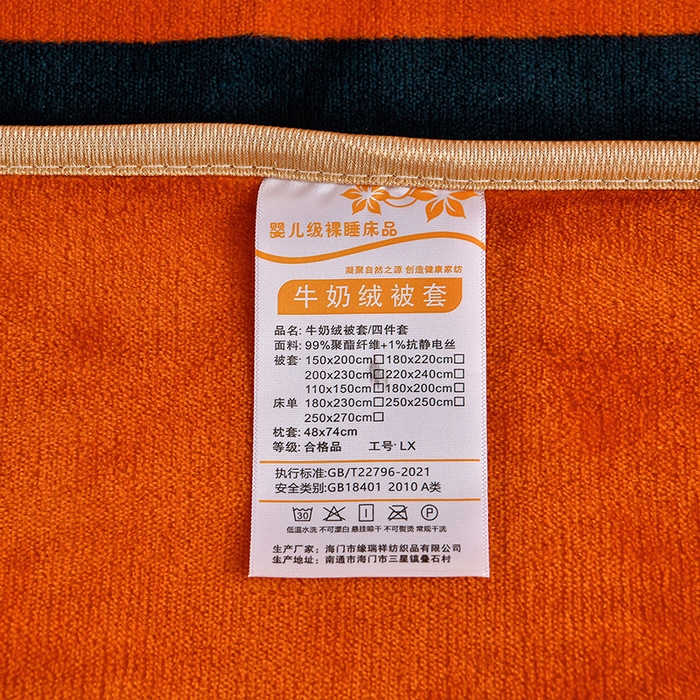 婴儿级裸睡床品
凝聚自然之源 创造健康家纺
牛奶绒被套
品名: 牛奶绒被套/四件套
面料: 99%聚酯纤维+1%抗静电丝
被套: 150x200cm□180x220cm□
200x230cm□220x240cm□
110x150cm□180x200cm□
床单 180x230cm□250x250cm□
250x270cm□
枕套: 48x74cm
等级: 合格品 工号: LX
执行标准:GB/T22796-2021
安全类别:GB18401 2010 A类
30 P
低温水洗 不可漂白 悬挂晾干 不可熨烫 常规干洗
生产厂家: 海门市缘瑞祥纺织品有限公司
生产地址: 南通市海门市三星镇叠石村